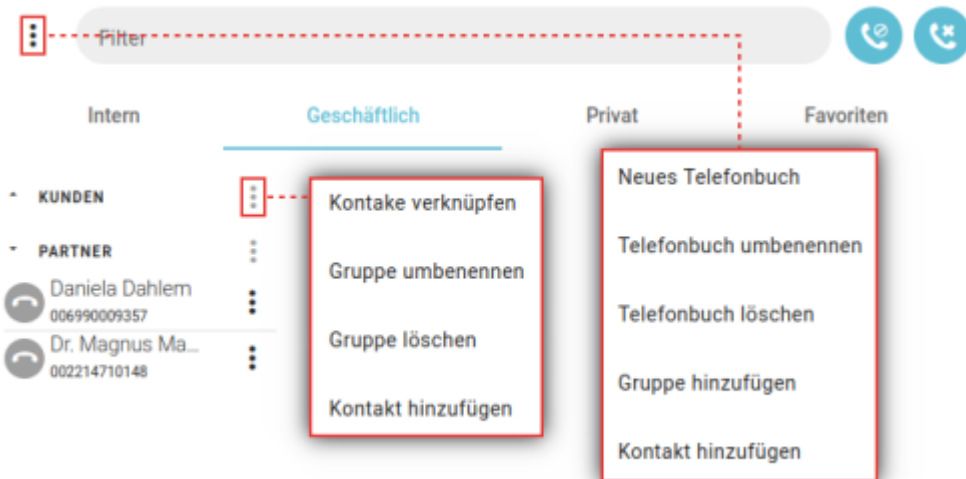 Filter
Intern
Geschäftlich
Privat
Favoriten
KUNDEN
PARTNER
Daniela Dahlem
006990009357
Dr. Magnus Ma...
002214710148
Kontake verknüpfen
Gruppe umbenennen
Gruppe löschen
Kontakt hinzufügen
Neues Telefonbuch
Telefonbuch umbenennen
Telefonbuch löschen
Gruppe hinzufügen
Kontakt hinzufügen